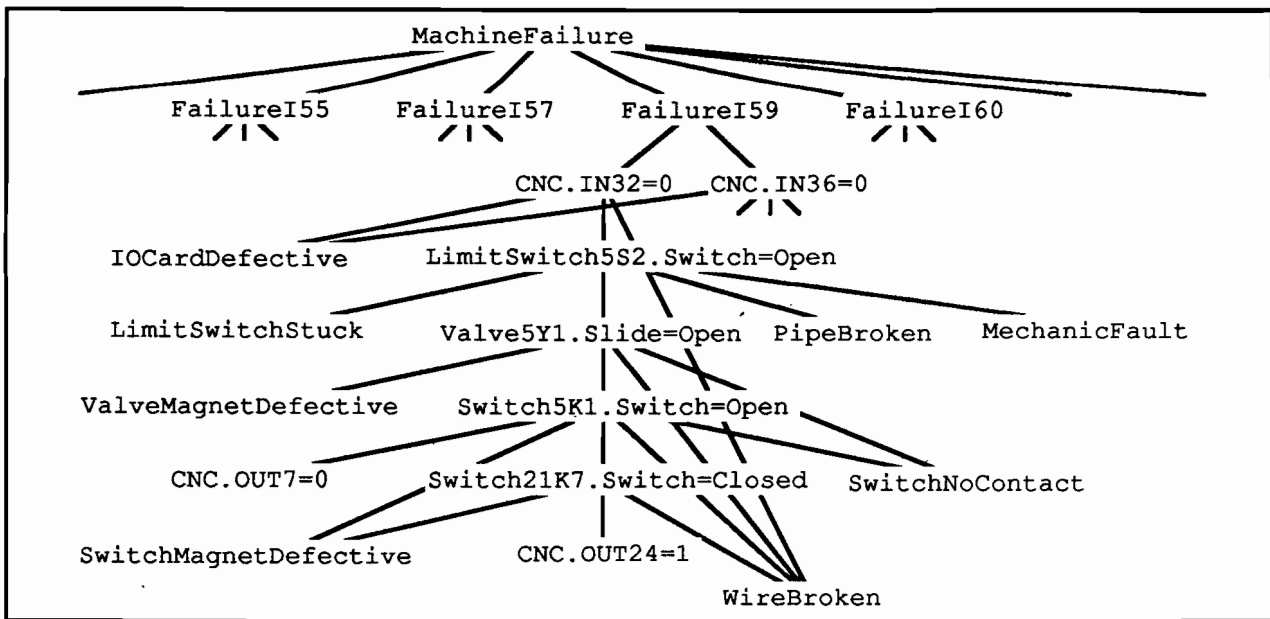 MachineFailure
FailureI55 FailureI57 FailureI59 FailureI60
CNC.IN32=0 CNC.IN36=0
IOCardDefective LimitSwitch5S2.Switch=Open
LimitSwitchStuck Valve5Y1.Slide=Open PipeBroken MechanicFault
ValveMagnetDefective Switch5K1.Switch=Open
CNC.OUT7=0 Switch21K7.Switch=Closed SwitchNoContact
SwitchMagnetDefective CNC.OUT24=1
WireBroken